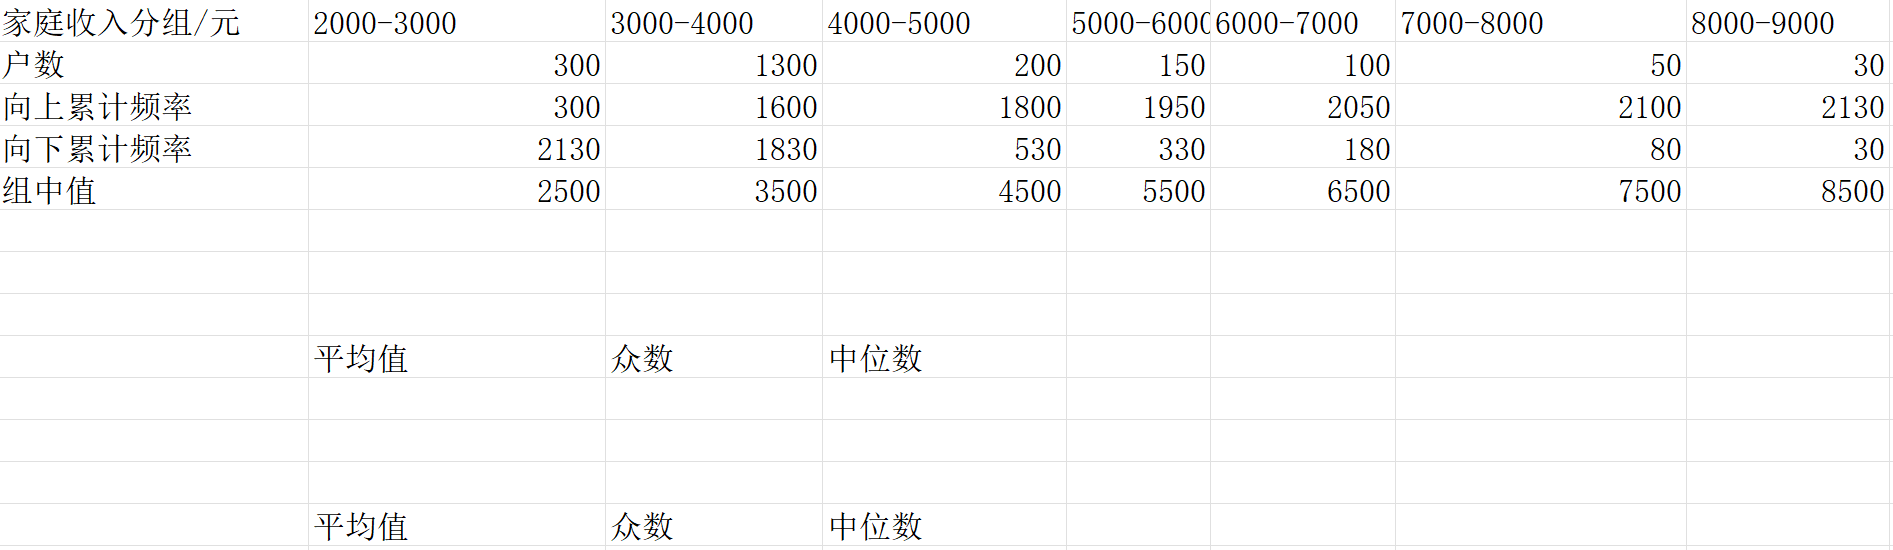 家庭收入分组/元 2000-3000 3000-4000 4000-5000 5000-6000 6000-7000 7000-8000 8000-9000
户数 300 1300 200 150 100 50 30
向上累计频率 300 1600 1800 1950 2050 2100 2130
向下累计频率 2130 1830 530 330 180 80 30
组中值 2500 3500 4500 5500 6500 7500 8500
平均值 众数 中位数
平均值 众数 中位数